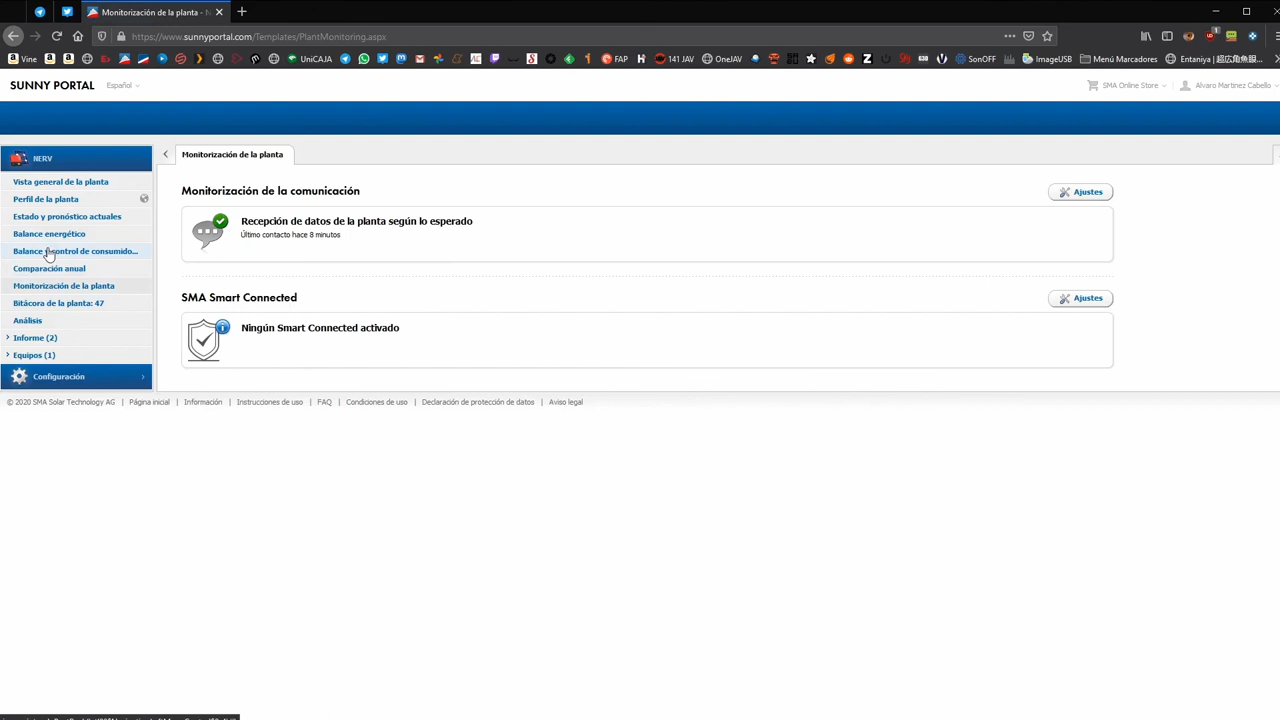 Monitorización de la planta - N
https://www.sunnyportal.com/Templates/PlantMonitoring.aspx
Vine
UniCAJA
FAP
141 JAV
OneJAV
SonOFF
ImageUSB
Menú Marcadores
Entaniya | 超広角魚眼...
SUNNY PORTAL
Español
SMA Online Store
Alvaro Martinez Cabello
NERV
Vista general de la planta
Perfil de la planta
Estado y pronóstico actuales
Balance energético
Balance control de consumido...
Comparación anual
Monitorización de la planta
Bitácora de la planta: 47
Análisis
Informe (2)
Equipos (1)
Configuración
Monitorización de la planta
Monitorización de la comunicación
Ajustes
Recepción de datos de la planta según lo esperado
Último contacto hace 8 minutos
SMA Smart Connected
Ajustes
Ningún Smart Connected activado
© 2020 SMA Solar Technology AG | Página inicial | Información | Instrucciones de uso | FAQ | Condiciones de uso | Declaración de protección de datos | Aviso legal